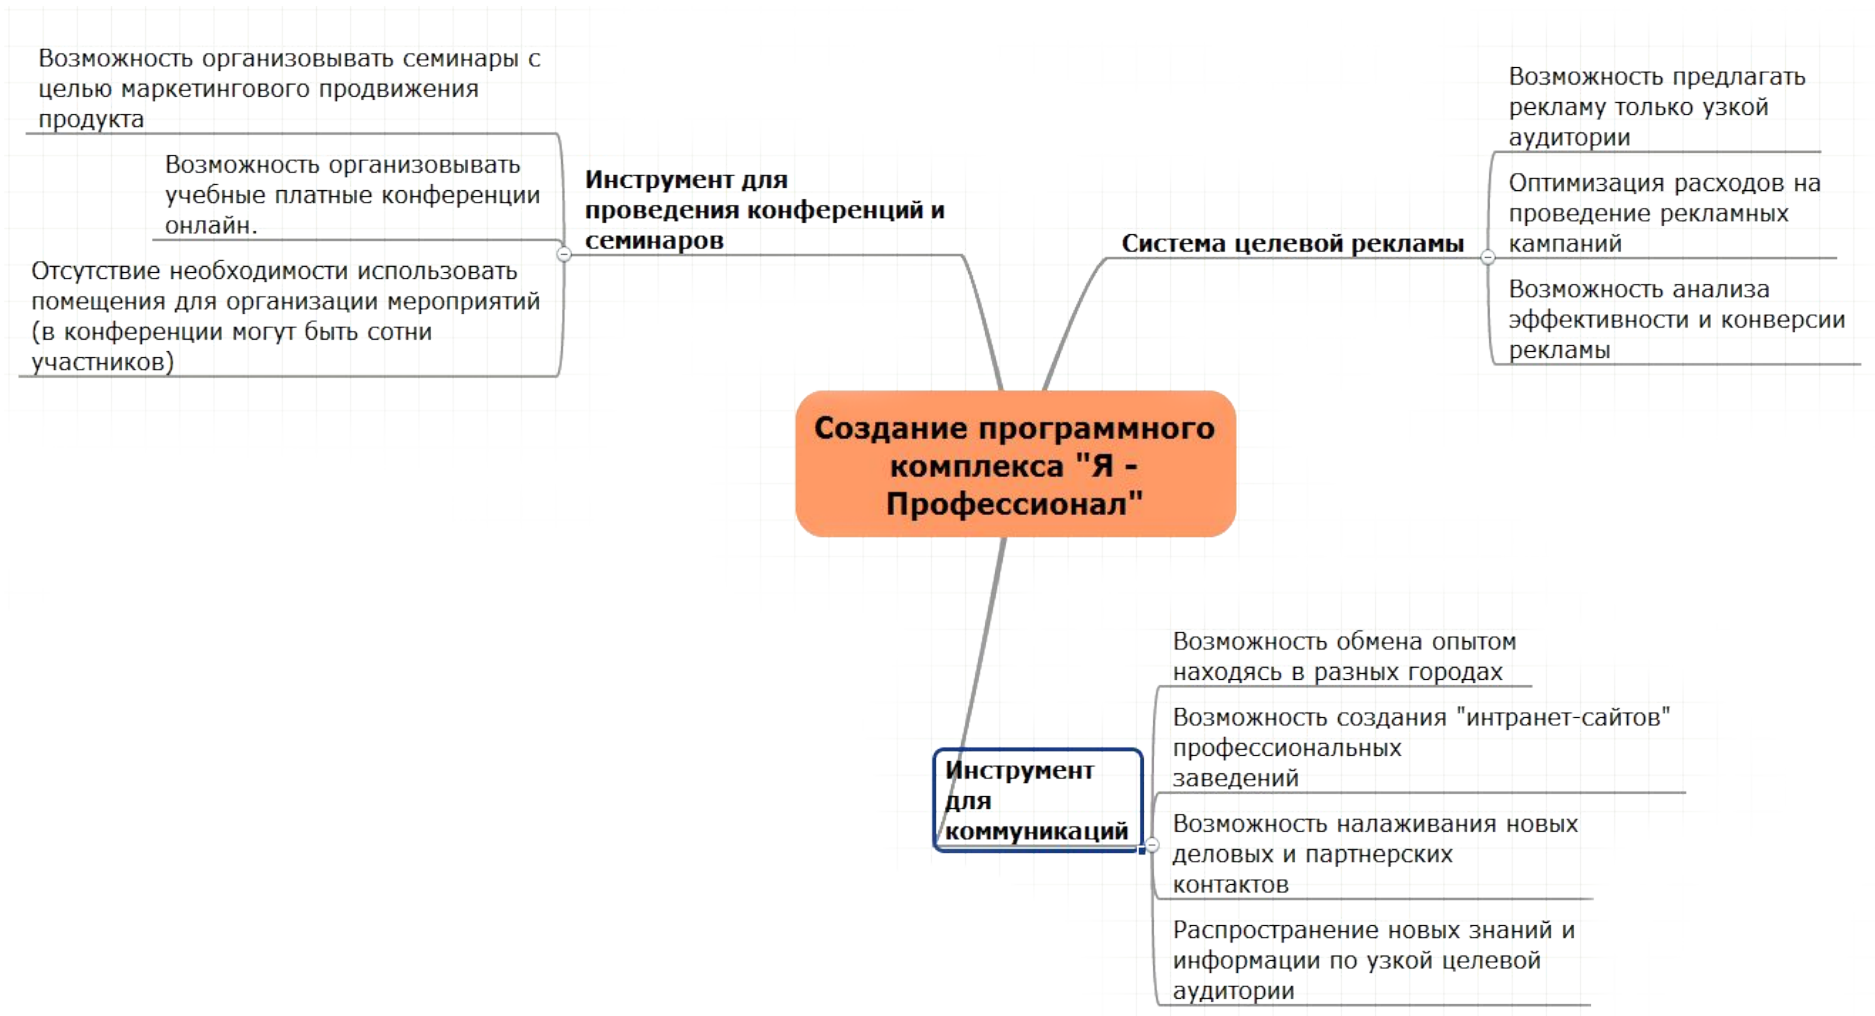 Возможность организовывать семинары с
целью маркетингового продвижения
продукта
Возможность организовывать
учебные платные конференции
онлайн.
Отсутствие необходимости использовать
помещения для организации мероприятий
(в конференции могут быть сотни
участников)
Инструмент для
проведения конференций и
семинаров
Система целевой рекламы
Возможность предлагать
рекламу только узкой
аудитории
Оптимизация расходов на
проведение рекламных
кампаний
Возможность анализа
эффективности и конверсии
рекламы
Создание программного
комплекса "Я -
Профессионал"
Инструмент
для
коммуникаций
Возможность обмена опытом
находясь в разных городах
Возможность создания "интранет-сайтов"
профессиональных
заведений
Возможность налаживания новых
деловых и партнерских
контактов
Распространение новых знаний и
информации по узкой целевой
аудитории